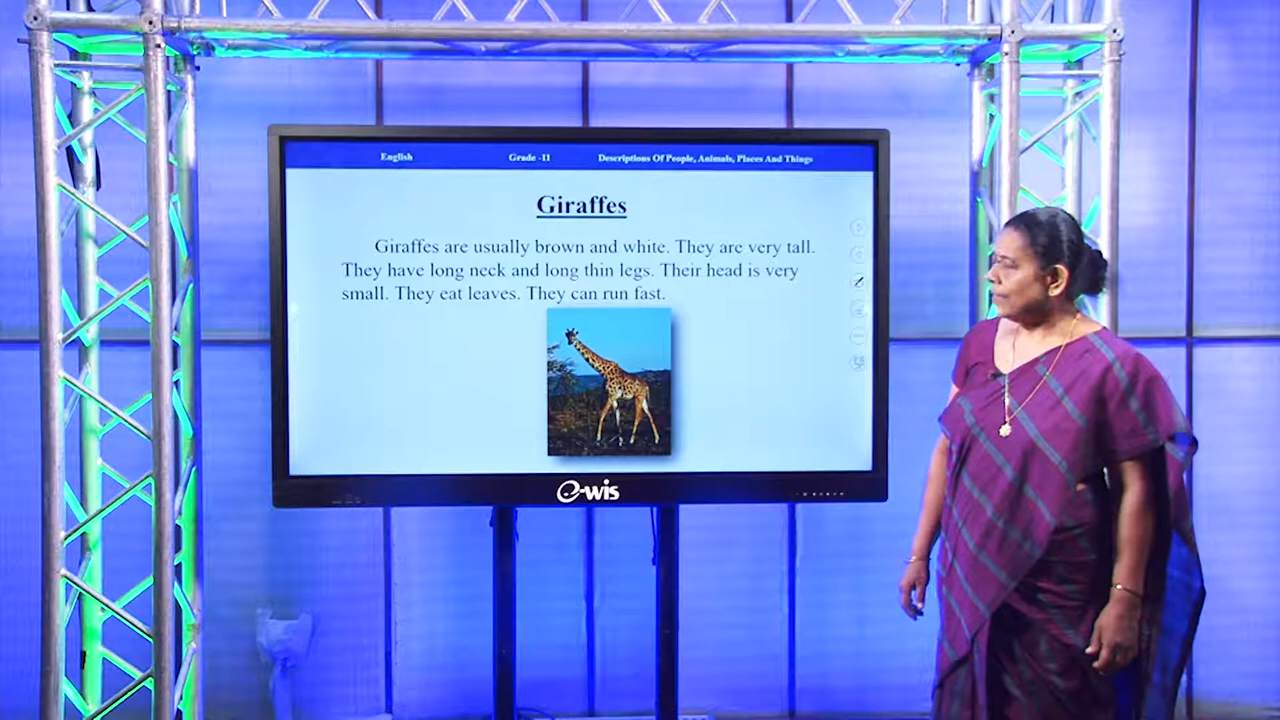 English Grade -11 Descriptions Of People, Animals, Places And Things
Giraffes
Giraffes are usually brown and white. They are very tall.
They have long neck and long thin legs. Their head is very
small. They eat leaves. They can run fast.
e-wis